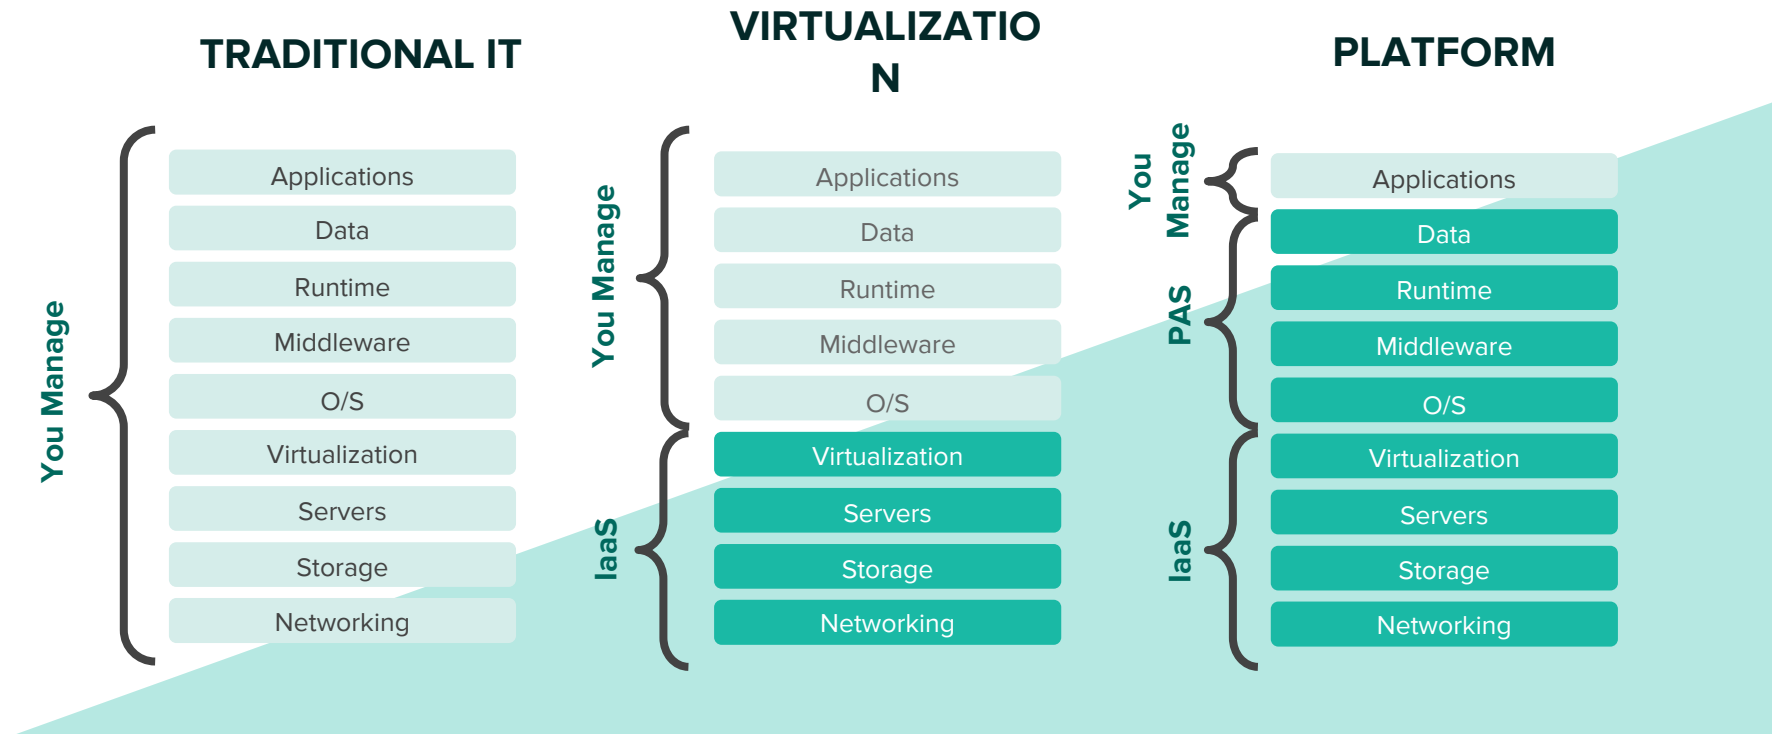 TRADITIONAL IT
You Manage
Applications
Data
Runtime
Middleware
O/S
Virtualization
Servers
Storage
Networking
VIRTUALIZATIO
N
You Manage
IaaS
Applications
Data
Runtime
Middleware
O/S
Virtualization
Servers
Storage
Networking
PLATFORM
You
Manage
PAS
IaaS
Applications
Data
Runtime
Middleware
O/S
Virtualization
Servers
Storage
Networking